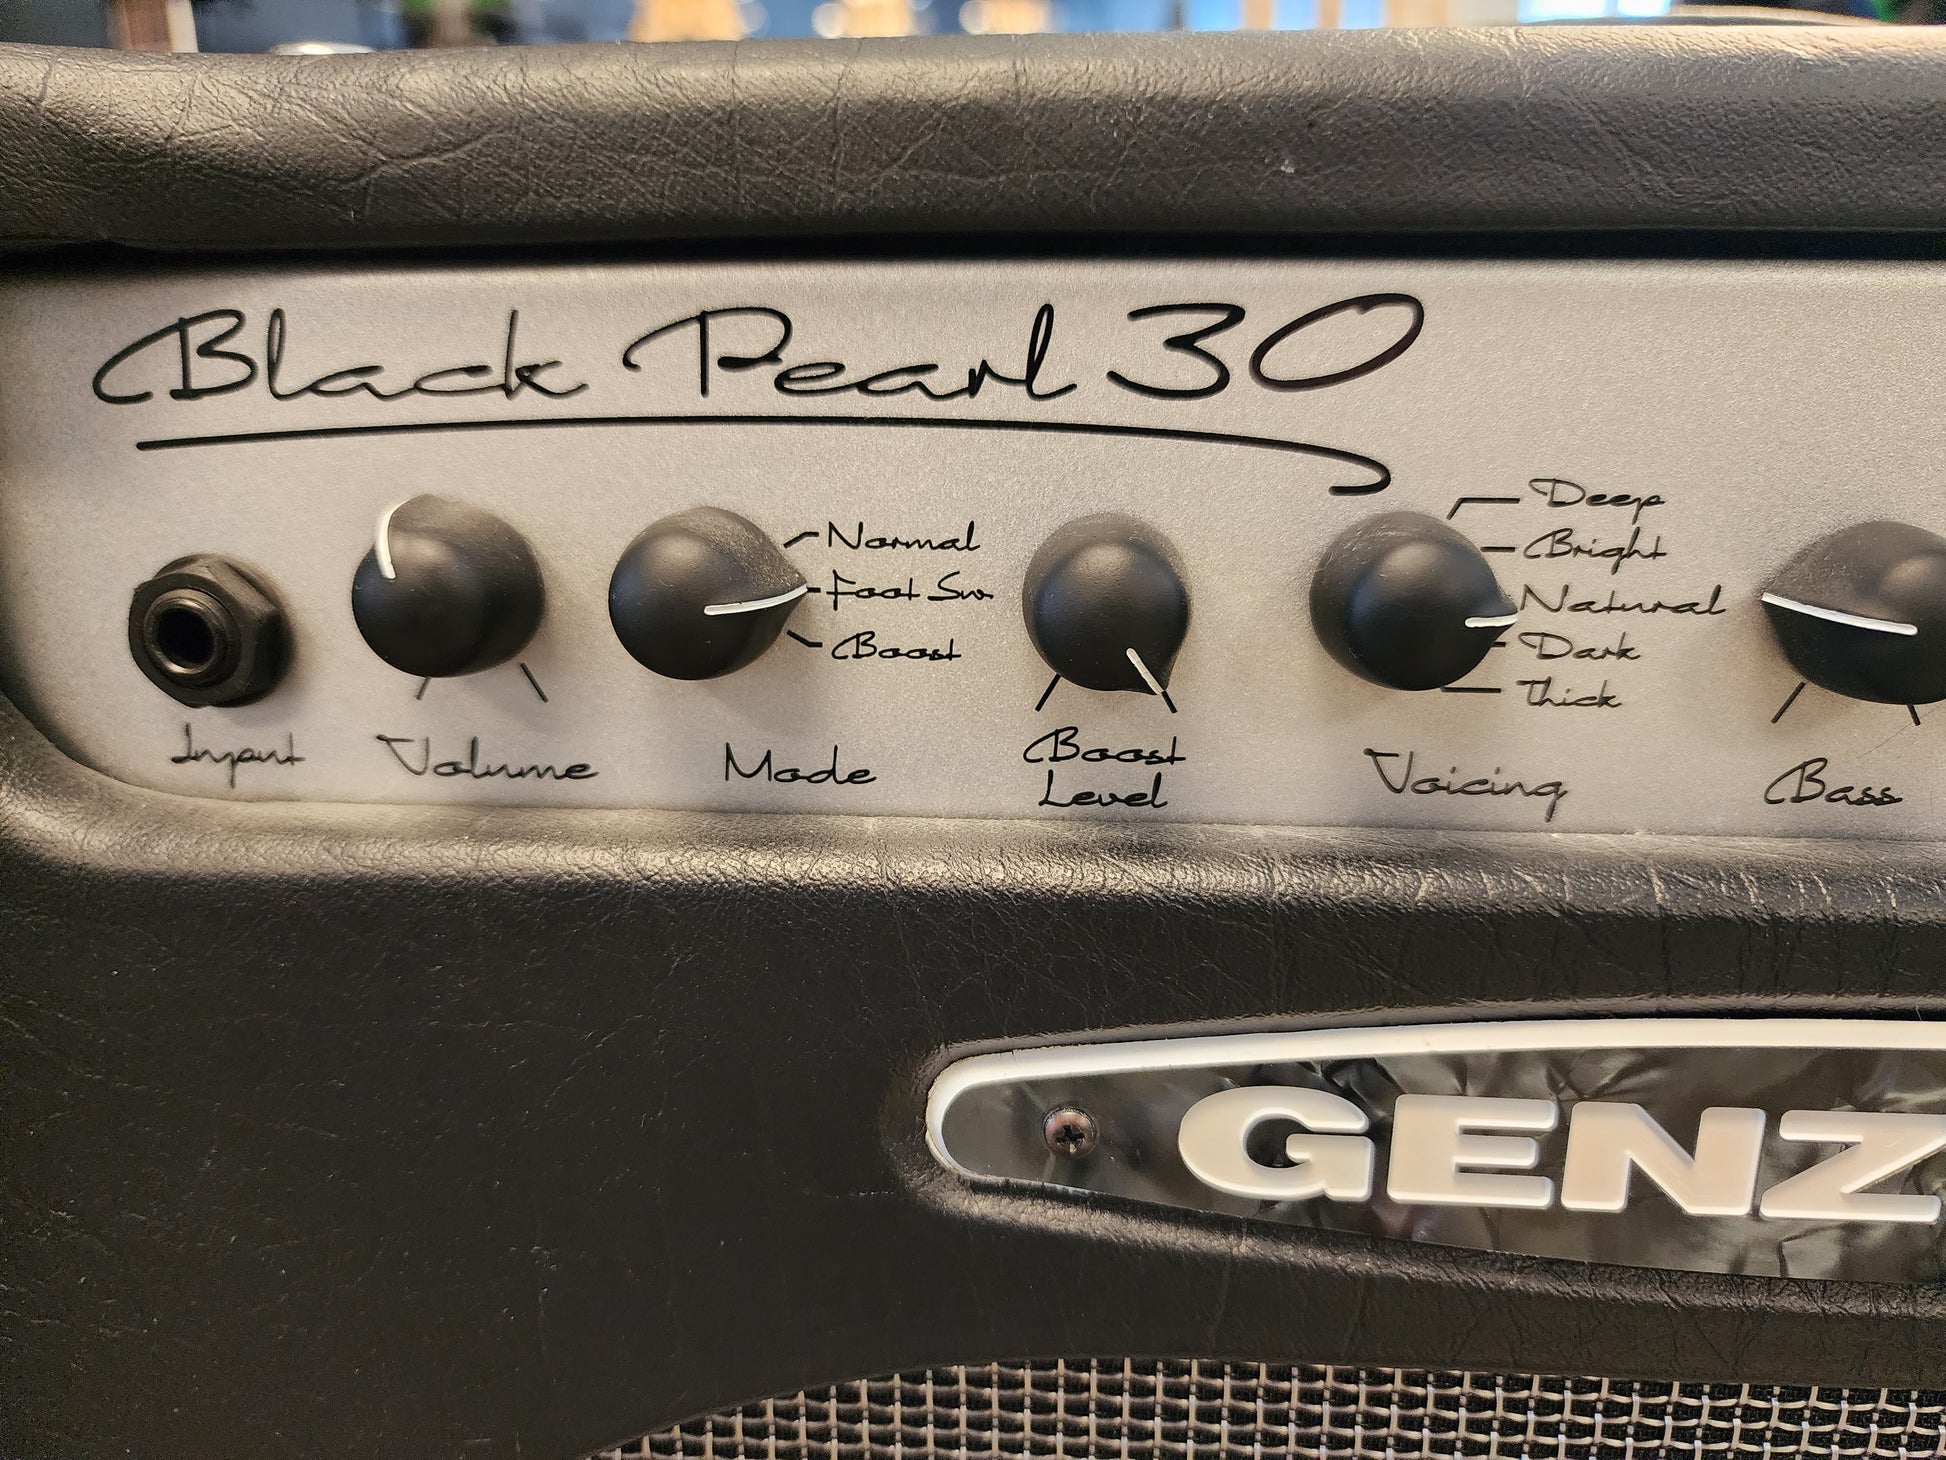 Black Pearl 30
Normal
Foot Sw.
Boost
Deep
Bright
Natural
Dark
Thick
Input
Volume
Mode
Boost
Level
Voicing
Bass
GENZ